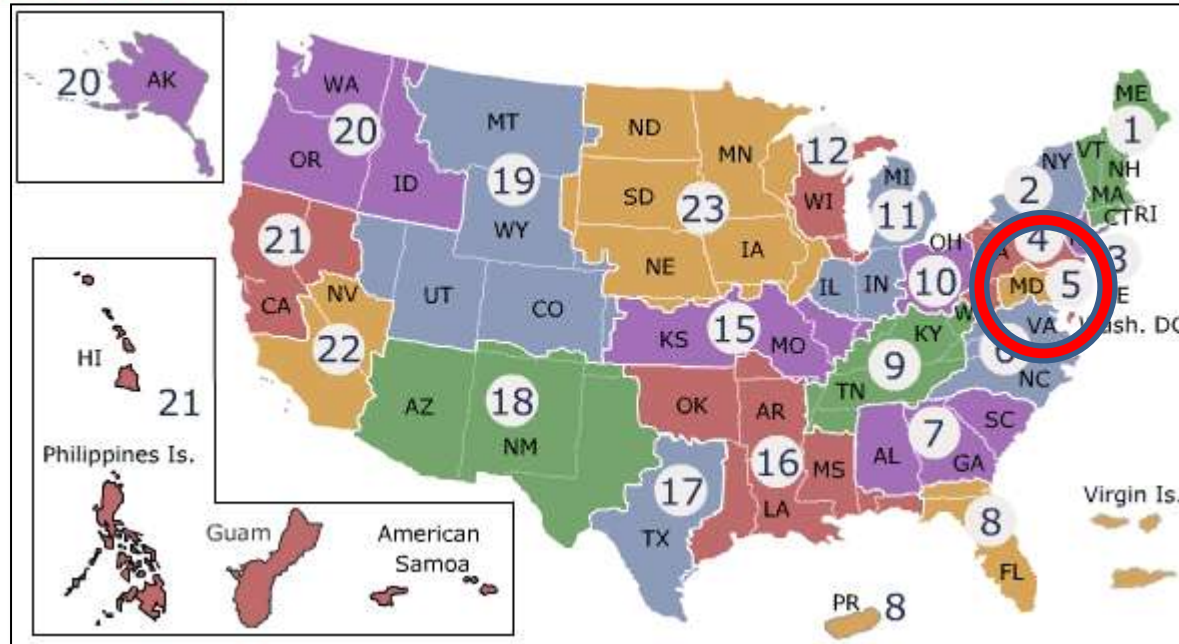 20
AK
WA
20
OR
ID
MT
19
WY
ND
MN
SD
23
NE
IA
12
WI
MI
11
ME
1
VT
NH
NY
2
MA
CT
RI
21
CA
NV
22
UT
CO
KS
15
MO
IL
IN
OH
10
4
3
MD
5
VA
Wash. DC
6
NC
KY
9
TN
AZ
18
NM
OK
AR
16
MS
LA
17
TX
AL
7
GA
SC
8
FL
PR
8
Virgin Is.
HI
21
Philippines Is.
Guam
American
Samoa